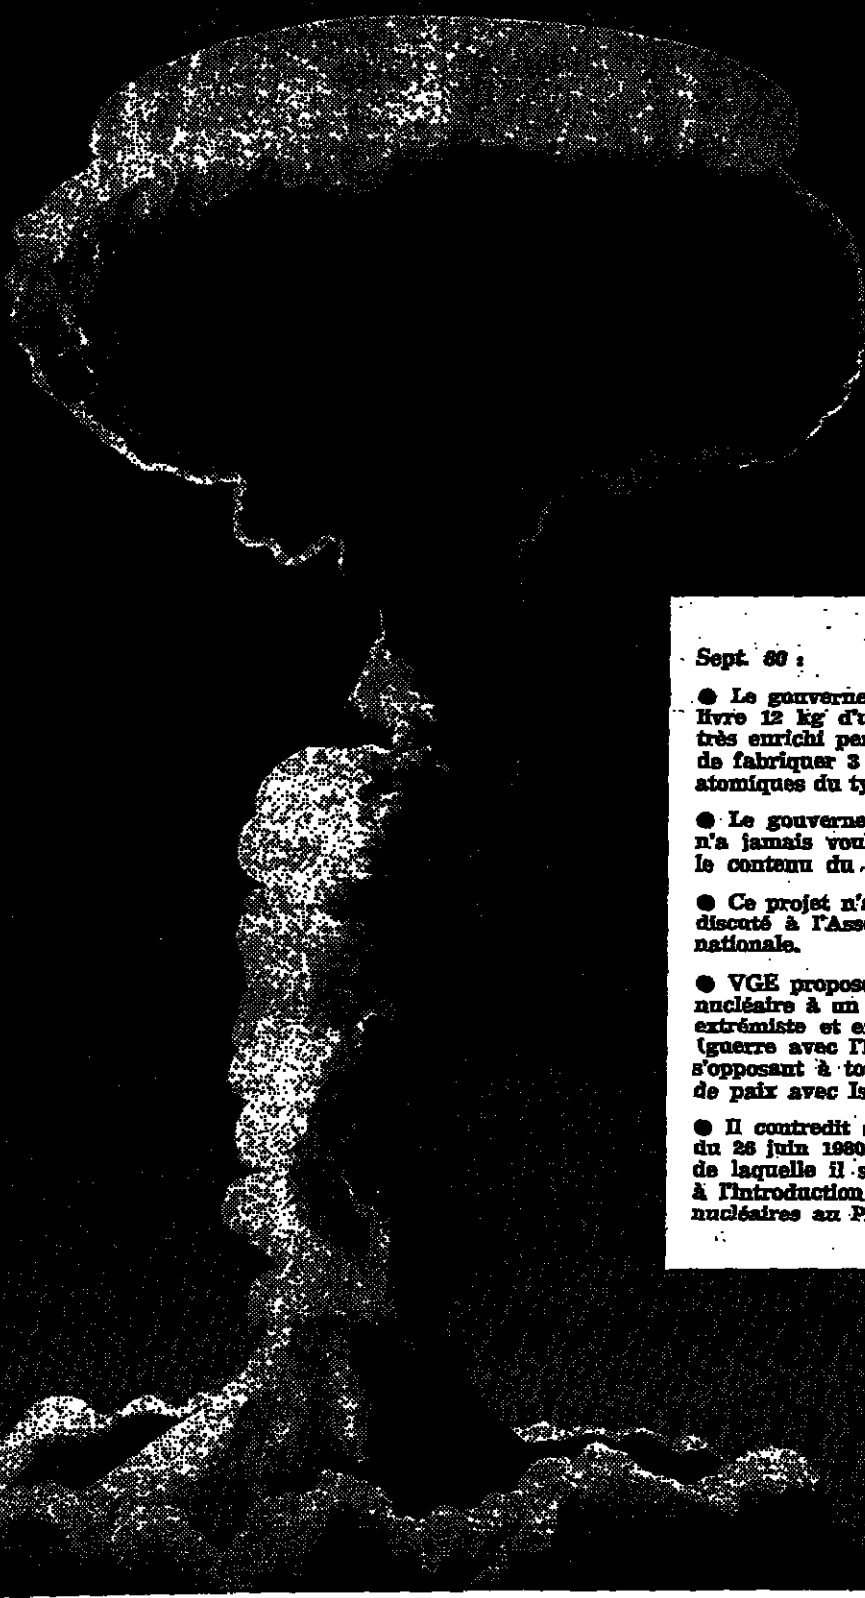 Sept. 80 :
● Le gouverne
livre 12 kg d'u
très enrichi per
de fabriquer 3
atomiques du ty
● Le gouverne
n'a jamais vou
le contenu du
● Ce projet n'a
discuté à l'Asse
nationale.
● VGE propose
nucléaire à un
extrémiste et e
(guerre avec l'I
s'opposant à to
de paix avec Is
● Il contredit
du 26 juin 1980
de laquelle il s
à l'introduction
nucléaires au P